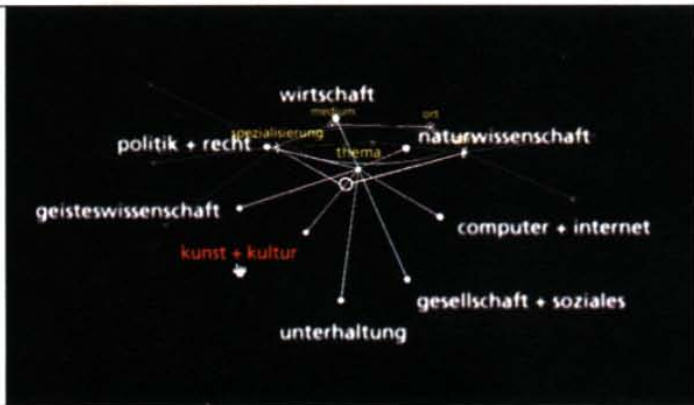 wirtschaft
medium
ort
spezialisierung
politik + recht
naturwissenschaft
thema
geisteswissenschaft
computer + internet
kunst + kultur
gesellschaft + soziales
unterhaltung